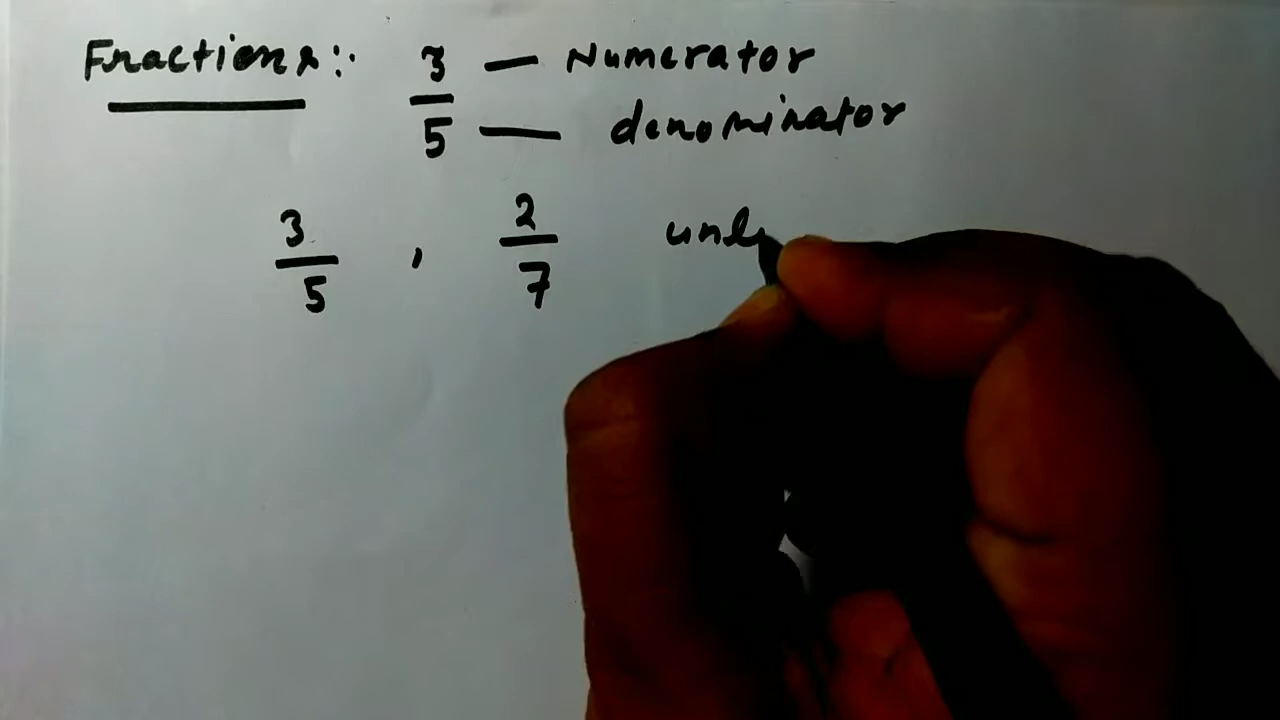 Fractions:- 3/5 — Numerator
— denominator
3/5 , 2/7